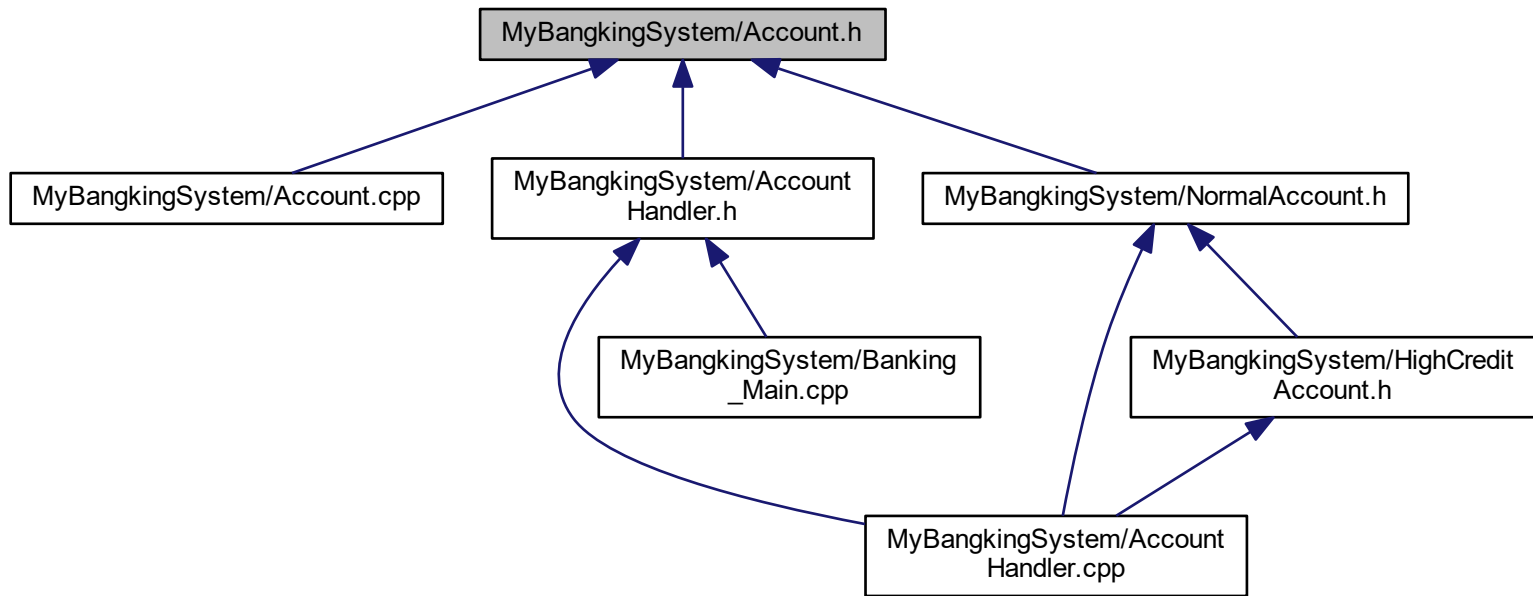 MyBangkingSystem/Account.h
MyBangkingSystem/Account.cpp
MyBangkingSystem/Account
Handler.h
MyBangkingSystem/NormalAccount.h
MyBangkingSystem/Banking
_Main.cpp
MyBangkingSystem/HighCredit
Account.h
MyBangkingSystem/Account
Handler.cpp